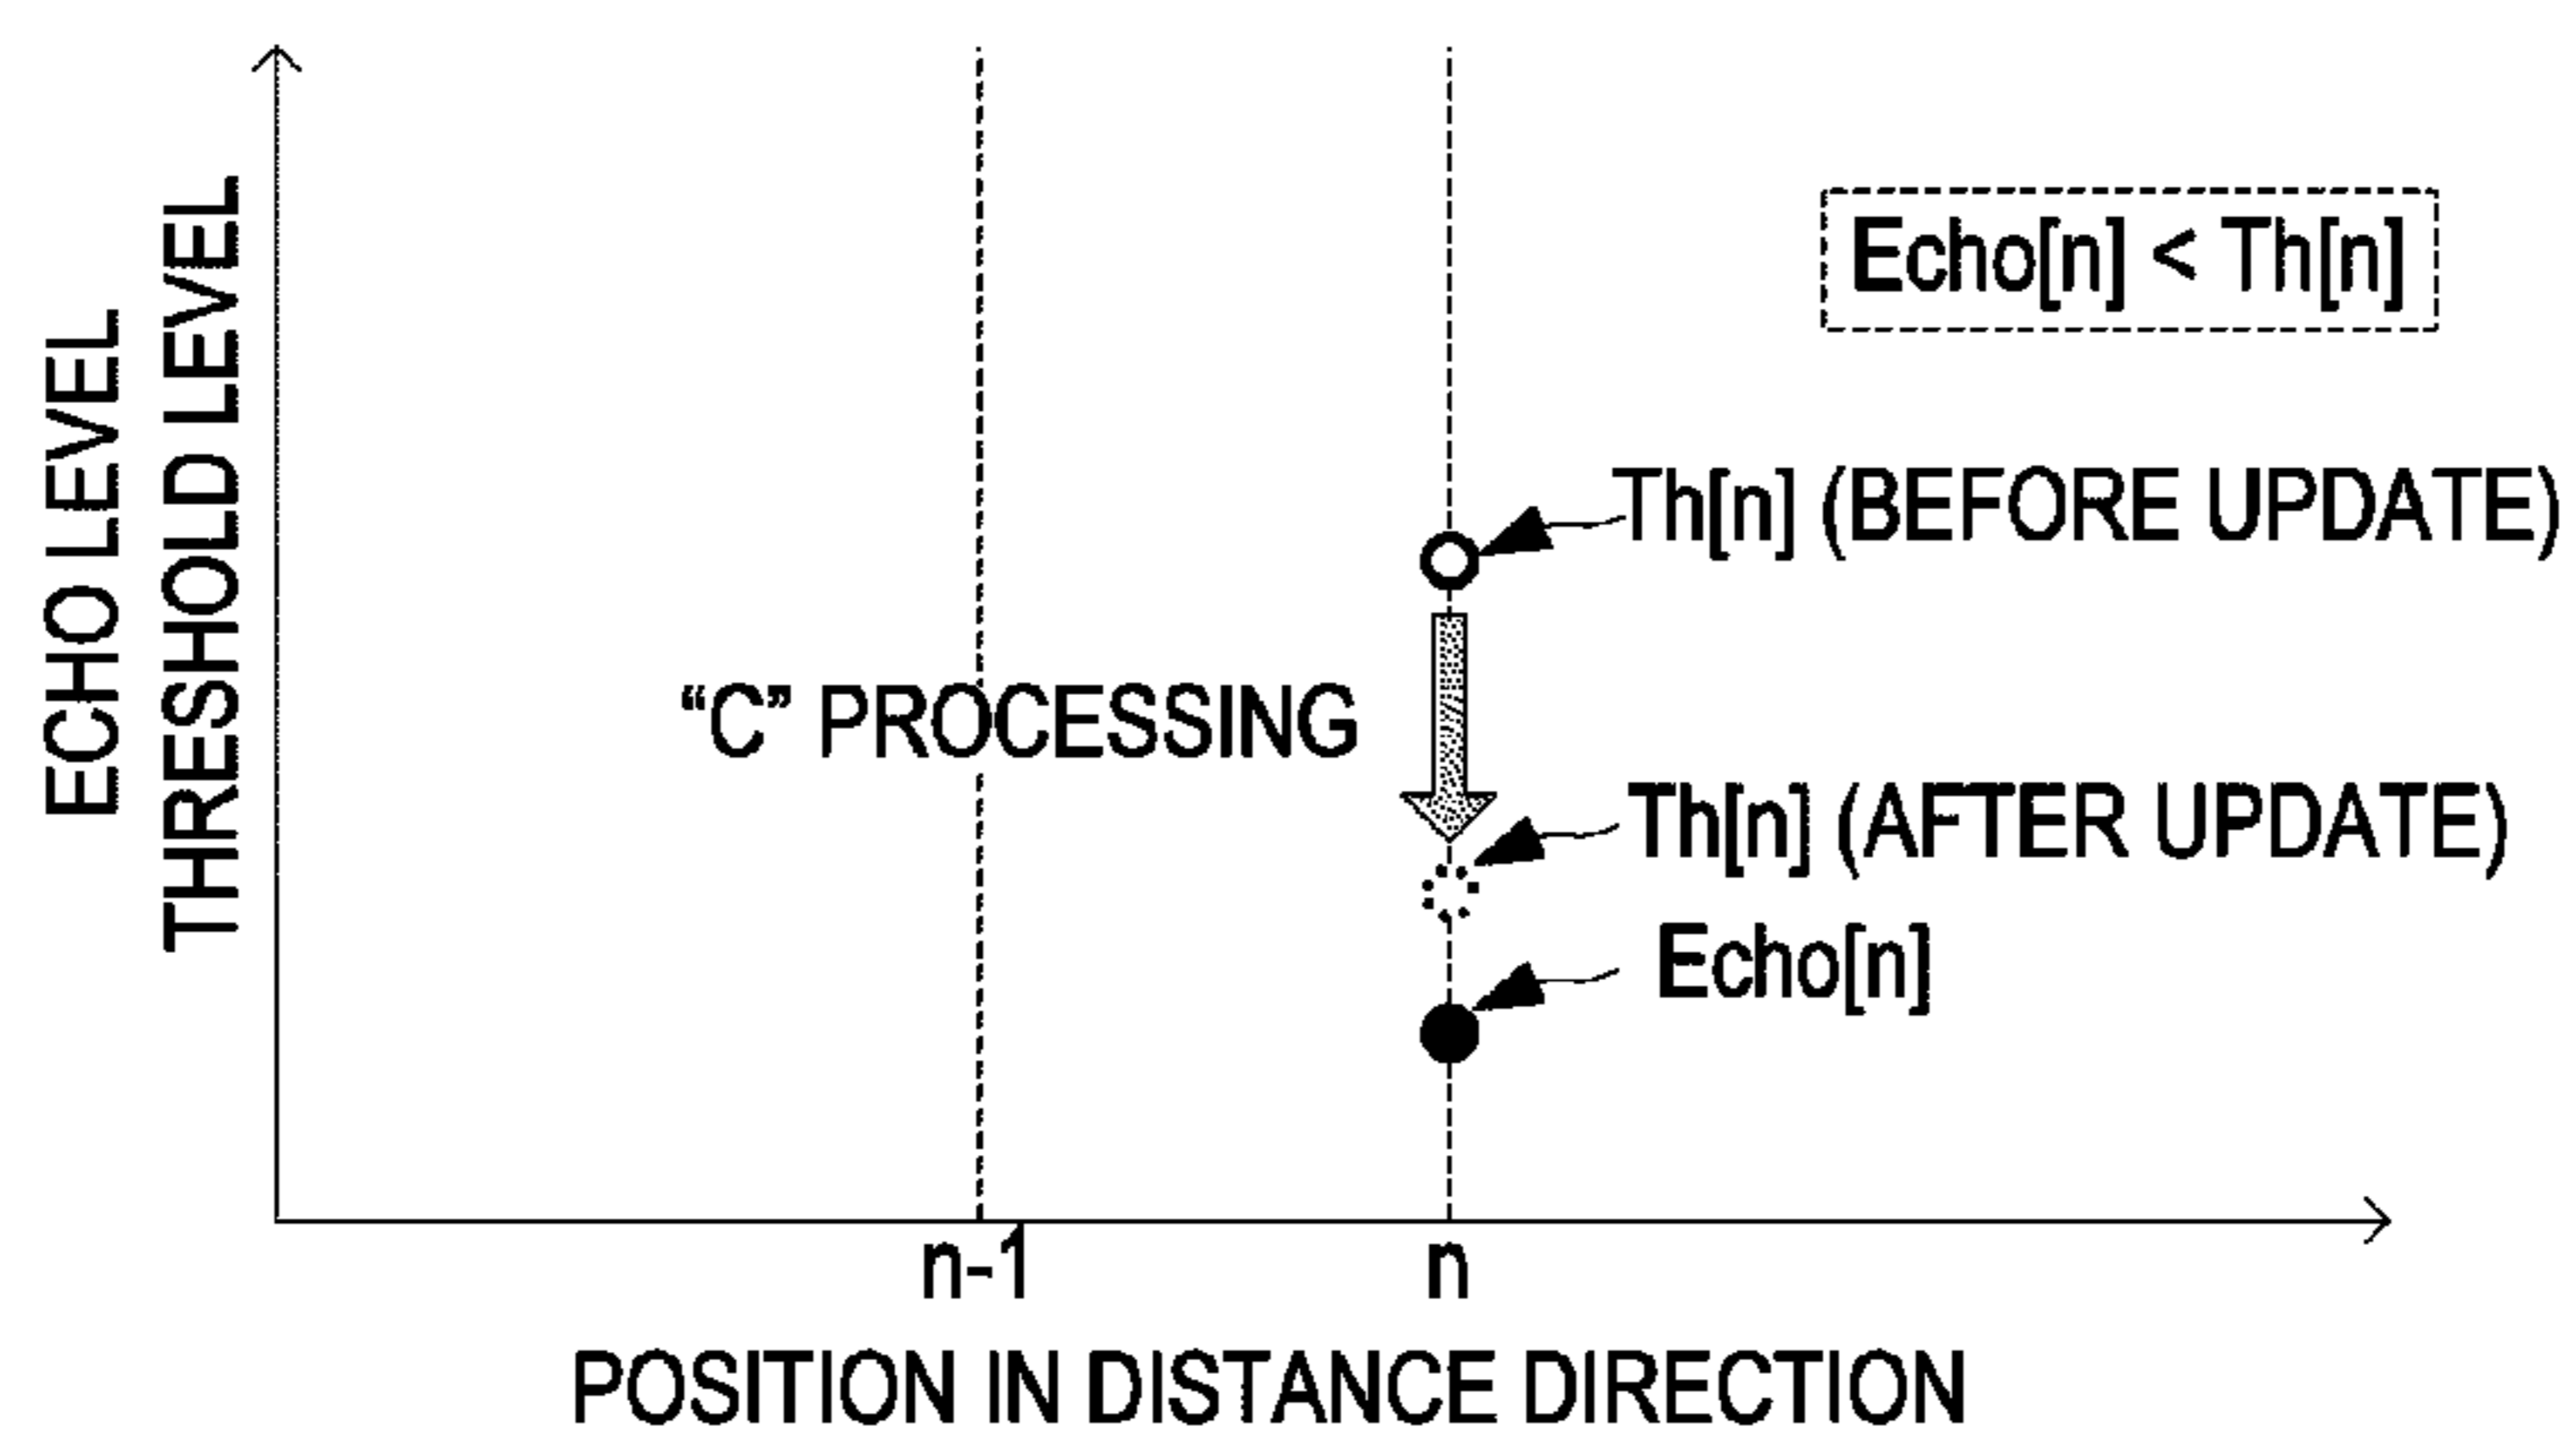 ECHO LEVEL
THRESHOLD LEVEL
Echo[n] < Th[n]
Th[n] (BEFORE UPDATE)
“C” PROCESSING
Th[n] (AFTER UPDATE)
Echo[n]
n-1
n
POSITION IN DISTANCE DIRECTION